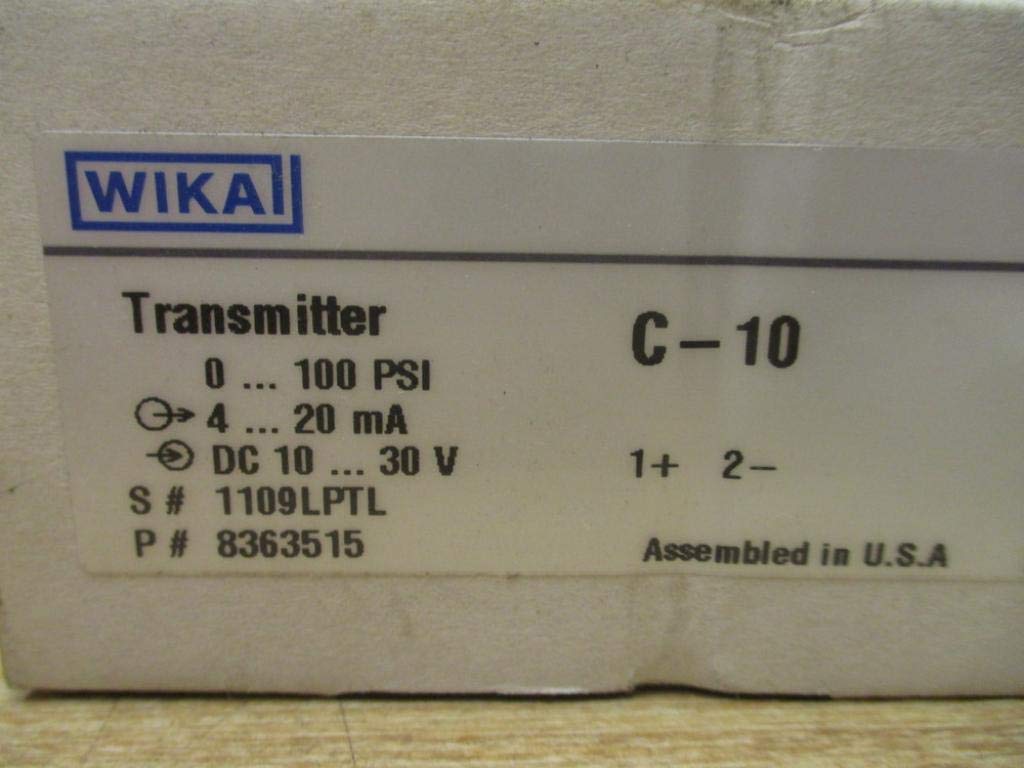 WIKA
Transmitter
C-10
0 ... 100 PSI
4 ... 20 mA
DC 10 ... 30 V
1+ 2-
S # 1109LPTL
P # 8363515
Assembled in U.S.A